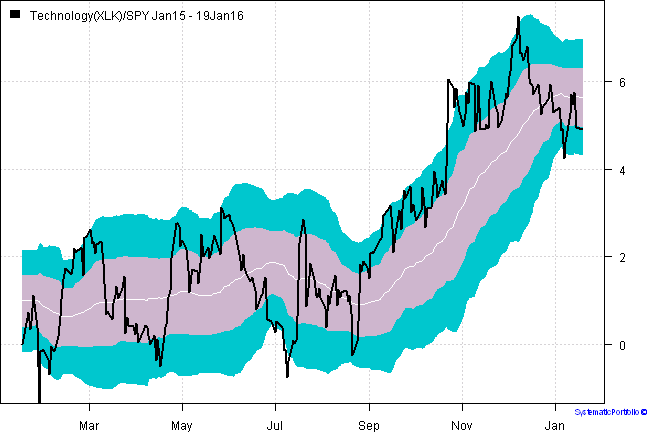 Technology(XLK)/SPY Jan15 - 19Jan16
6
4
2
0
Mar May Jul Sep Nov Jan
SystematicPortfolio ©